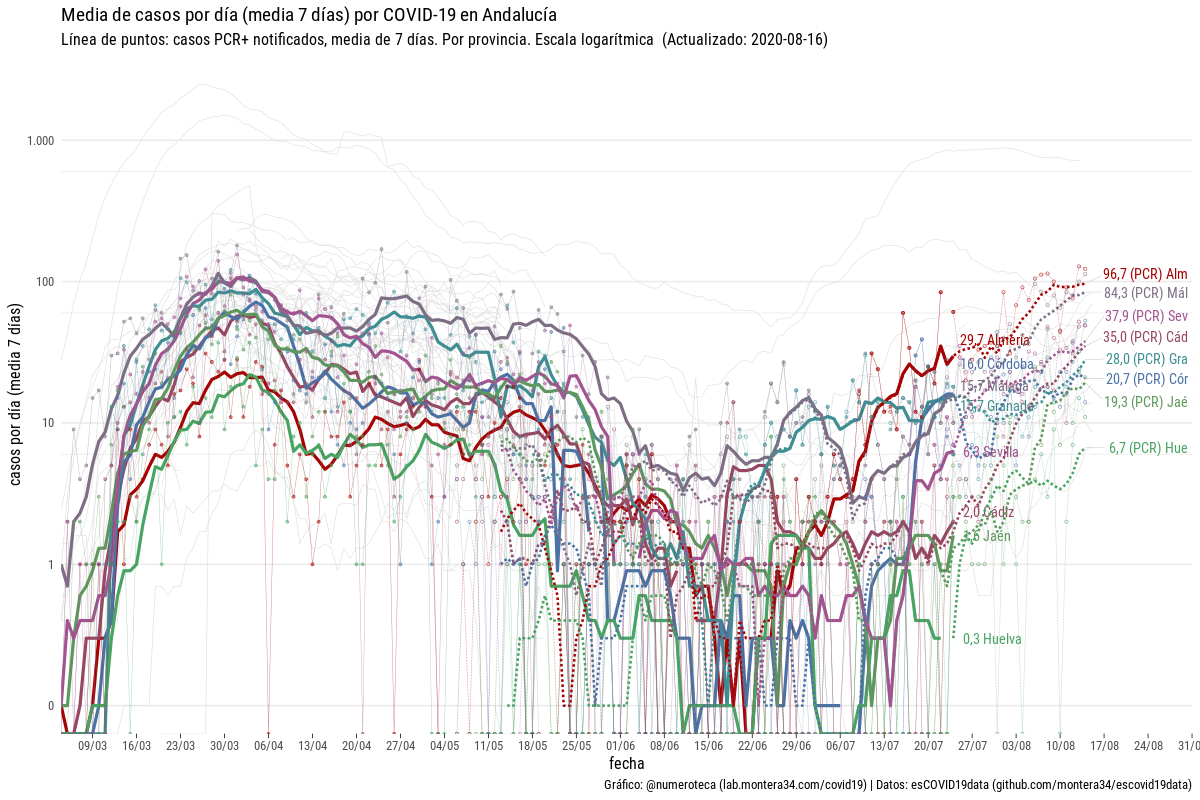 Media de casos por día (media 7 días) por COVID-19 en Andalucía
Línea de puntos: casos PCR+ notificados, media de 7 días. Por provincia. Escala logarítmica (Actualizado: 2020-08-16)
casos por día (media 7 días)
1.000
100
10
1
0
96,7 (PCR) Alm
84,3 (PCR) Mál
37,9 (PCR) Sev
35,0 (PCR) Cád
28,0 (PCR) Gra
20,7 (PCR) Cór
19,3 (PCR) Jaé
6,7 (PCR) Hue
29,7 Almería
16,0 Córdoba
15,7 Málaga
15,7 Granada
6,3 Sevilla
2,0 Cádiz
Jaén
0,3 Huelva
09/03 16/03 23/03 30/03 06/04 13/04 20/04 27/04 04/05 11/05 18/05 25/05 01/06 08/06 15/06 22/06 29/06 06/07 13/07 20/07 27/07 03/08 10/08 17/08 24/08 31/0
fecha
Gráfico: @numeroteca (lab.montera34.com/covid19) | Datos: esCOVID19data (github.com/montera34/escovid19data)